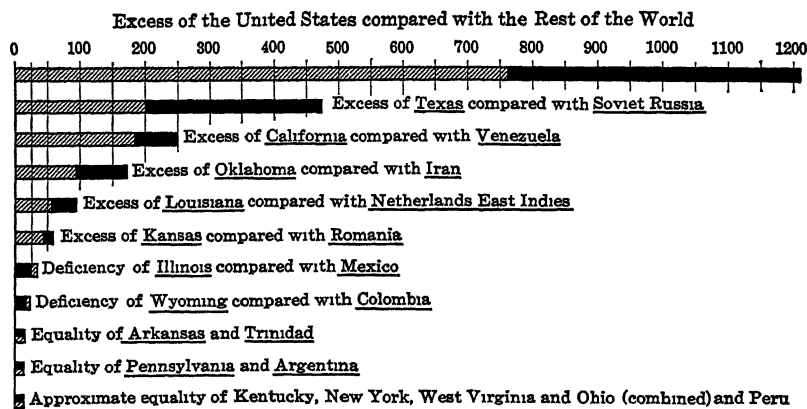 Excess of the United States compared with the Rest of the World
0 100 200 300 400 500 600 700 800 900 1000 1100 1200
Excess of Texas compared with Soviet Russia
Excess of California compared with Venezuela
Excess of Oklahoma compared with Iran
Excess of Louisiana compared with Netherlands East Indies
Excess of Kansas compared with Romania
Deficiency of Illinois compared with Mexico
Deficiency of Wyoming compared with Colombia
Equality of Arkansas and Trinidad
Equality of Pennsylvania and Argentina
Approximate equality of Kentucky, New York, West Virginia and Ohio (combined) and Peru